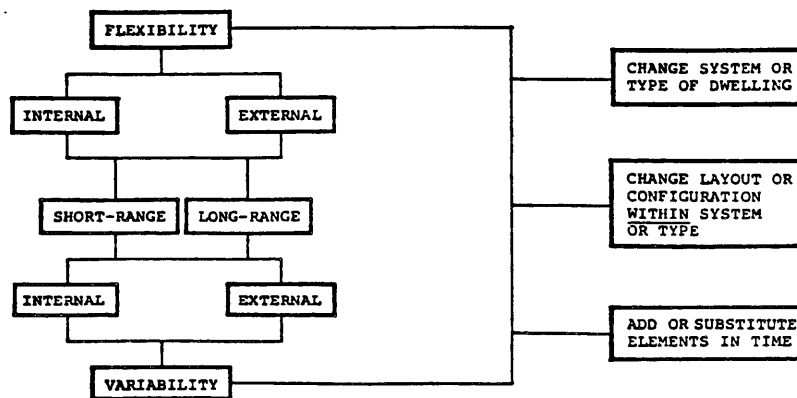 FLEXIBILITY
CHANGE SYSTEM OR
TYPE OF DWELLING
INTERNAL
EXTERNAL
CHANGE LAYOUT OR
CONFIGURATION
WITHIN SYSTEM
OR TYPE
SHORT-RANGE
LONG-RANGE
INTERNAL
EXTERNAL
ADD OR SUBSTITUTE
ELEMENTS IN TIME
VARIABILITY